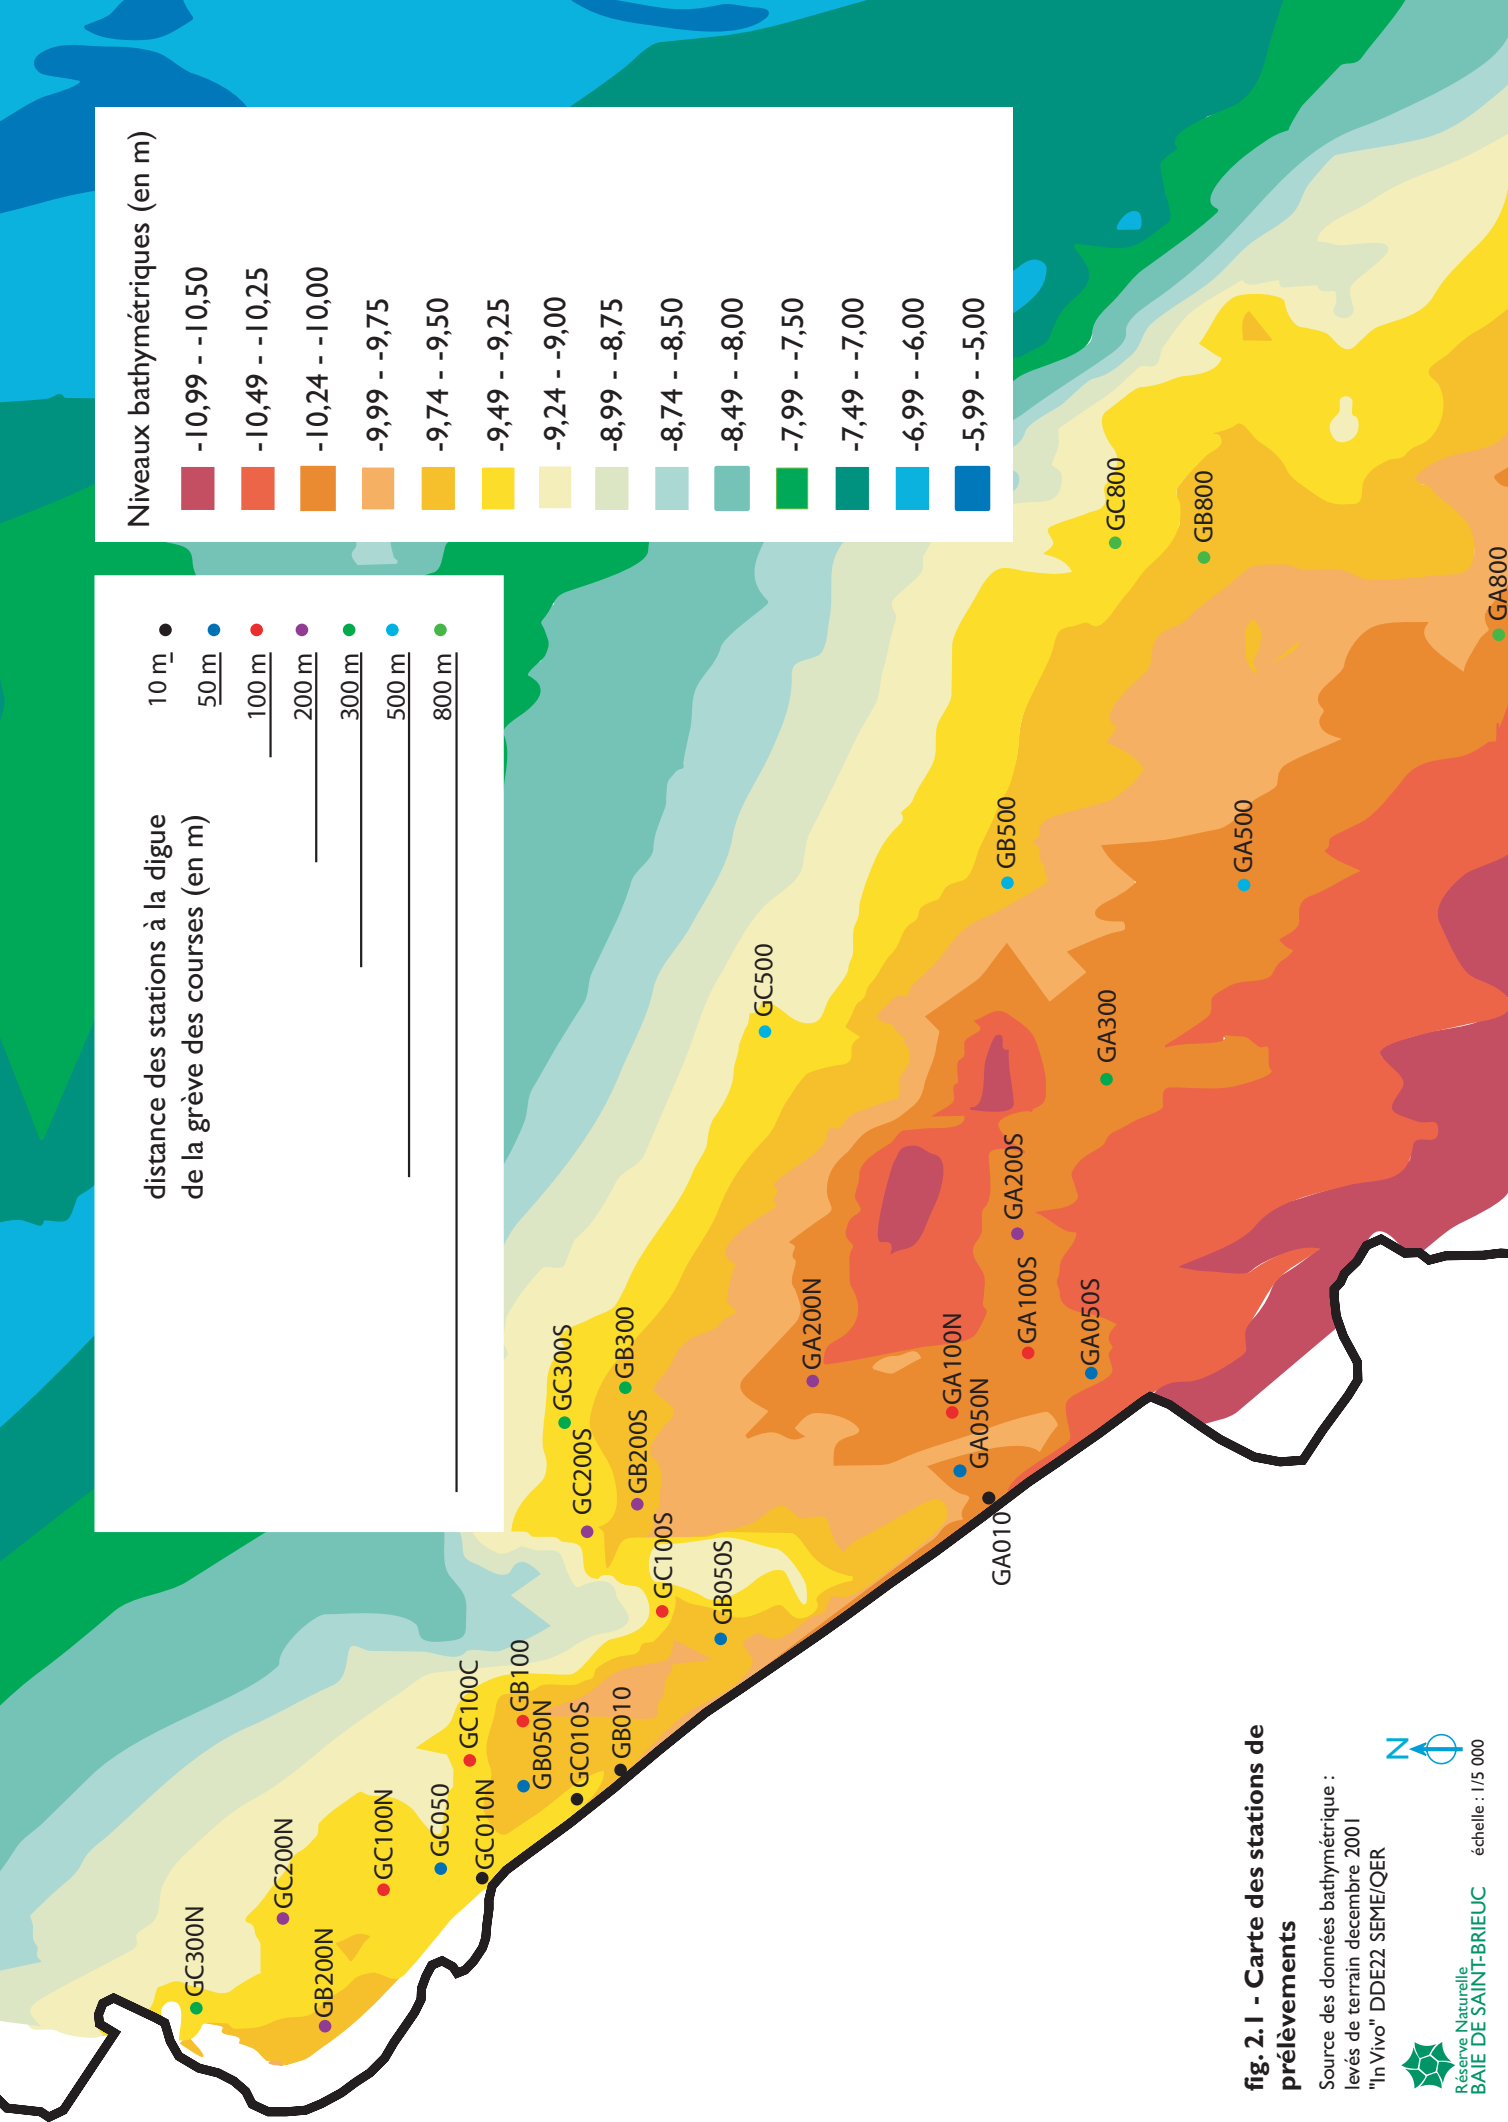 Niveaux bathymétriques (en m)
-10,99 - -10,50
-10,49 - -10,25
-10,24 - -10,00
-9,99 - -9,75
-9,74 - -9,50
-9,49 - -9,25
-9,24 - -9,00
-8,99 - -8,75
-8,74 - -8,50
-8,49 - -8,00
-7,99 - -7,50
-7,49 - -7,00
-6,99 - -6,00
-5,99 - -5,00
distance des stations à la digue
de la grève des courses (en m)
10 m
50 m
100 m
200 m
300 m
500 m
800 m
GC300N
GC200N
GB200N
GC100N
GC050
GC010N
GC100C
GB100
GB050N
GC010S
GB010
GC100S
GB050S
GC200S
GB200S
GC300S
GB300
GA200N
GA100N
GA050N
GA010
GA100S
GA050S
GA200S
GA300
GC500
GB500
GA500
GC800
GB800
GA800
fig. 2.1 - Carte des stations de
prélèvements
Source des données bathymétrique :
levés de terrain decembre 2001
"In Vivo" DDE22 SEME/QER
N
Réserve Naturelle
BAIE DE SAINT-BRIEUC
échelle : 1/5 000